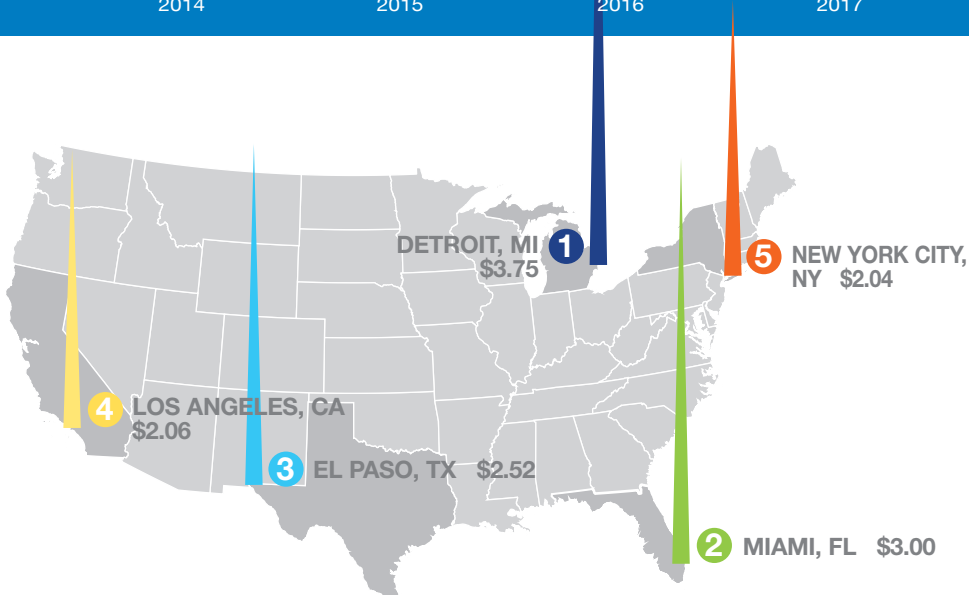 2014 2015 2016 2017
DETROIT, MI 1
$3.75
5 NEW YORK CITY,
NY $2.04
4 LOS ANGELES, CA
$2.06
3 EL PASO, TX $2.52
2 MIAMI, FL $3.00